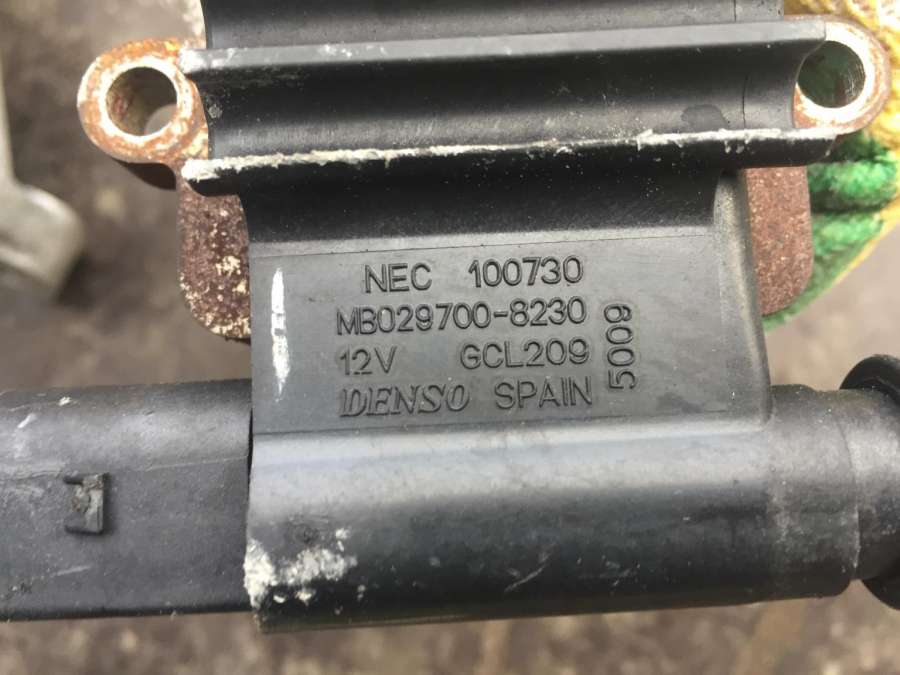 NEC 100730
MB029700-8230
12V GCL209
DENSO SPAIN
5009